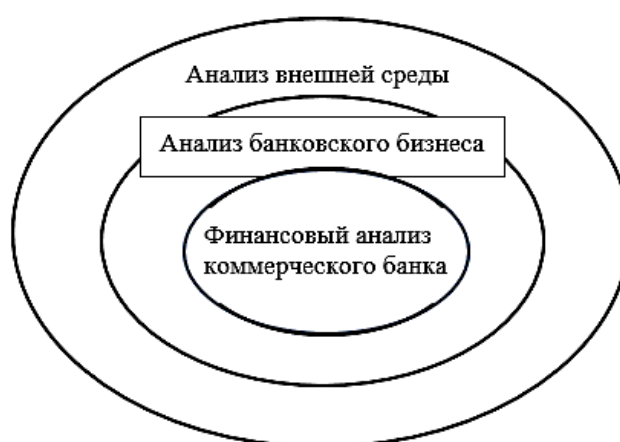 Анализ внешней среды
Анализ банковского бизнеса
Финансовый анализ
коммерческого банка